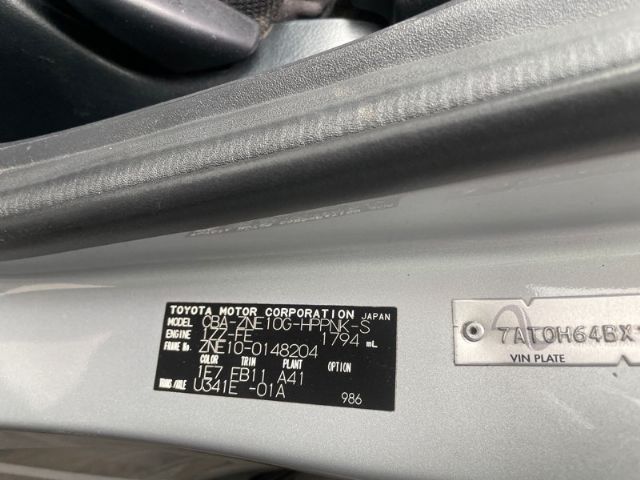 TOYOTA MOTOR CORPORATION JAPAN
MODEL CBA-ZNE10G-HPPNK-S
ENGINE 1ZZ-FE 1794 mL
FRAME No. ZNE10-0148204
COLOR TRIM PLANT OPTION
1E7 FB11 A41
TRANS/AXLE U341E -01A
986
7AT0H64BX
VIN PLATE